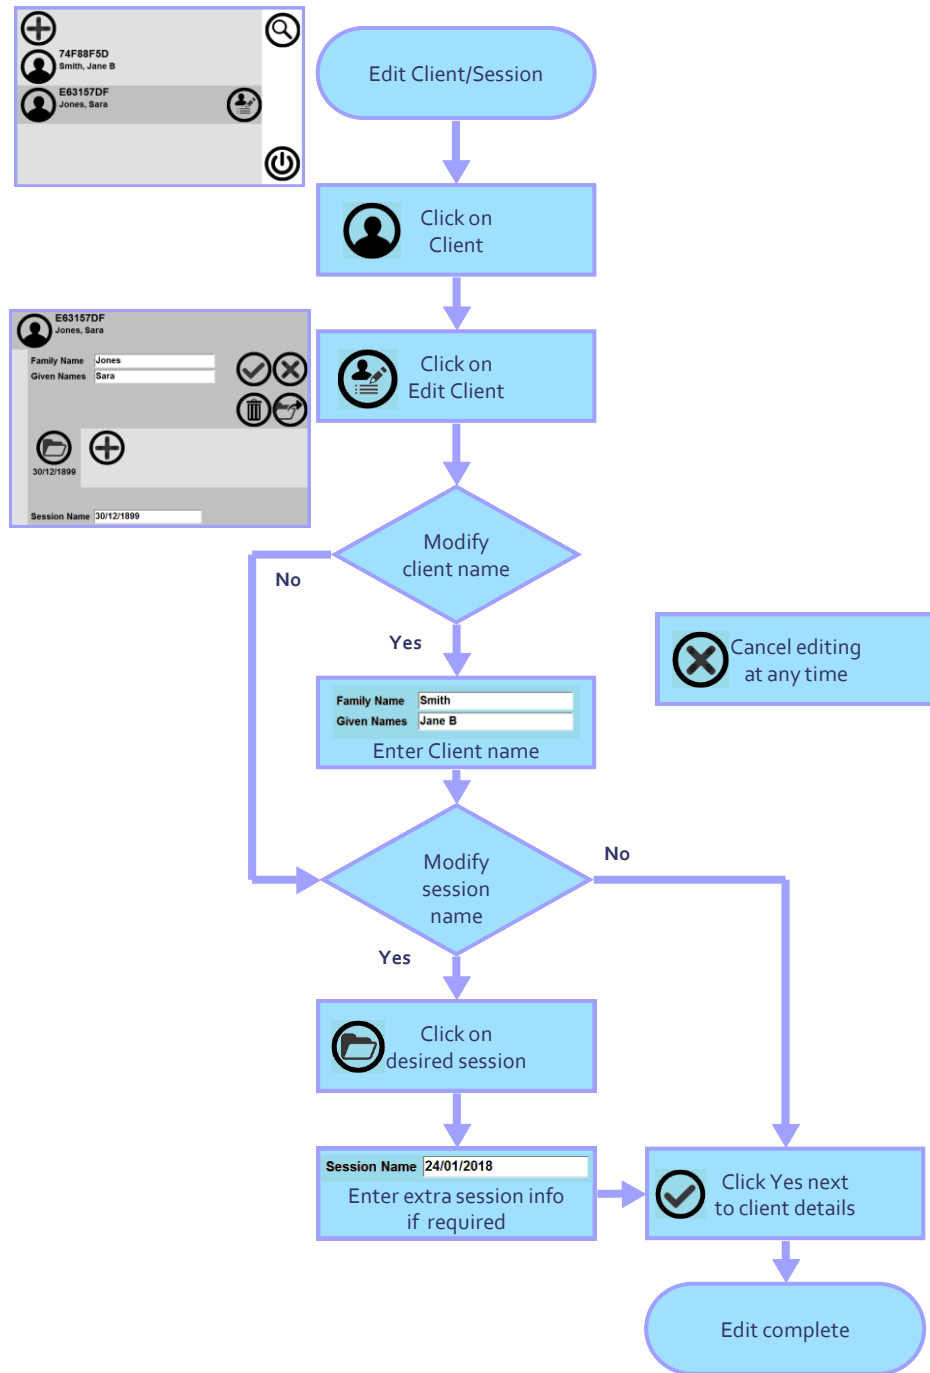 74F88F5D
Smith, Jane B
E63157DF
Jones, Sara
Edit Client/Session
Click on
Client
E63157DF
Jones, Sara
Family Name Jones
Given Names Sara
30/12/1899
Session Name 30/12/1899
Click on
Edit Client
Modify
client name
No
Yes
Cancel editing
at any time
Family Name Smith
Given Names Jane B
Enter Client name
Modify
session
name
No
Yes
Click on
desired session
Session Name 24/01/2018
Enter extra session info
if required
Click Yes next
to client details
Edit complete